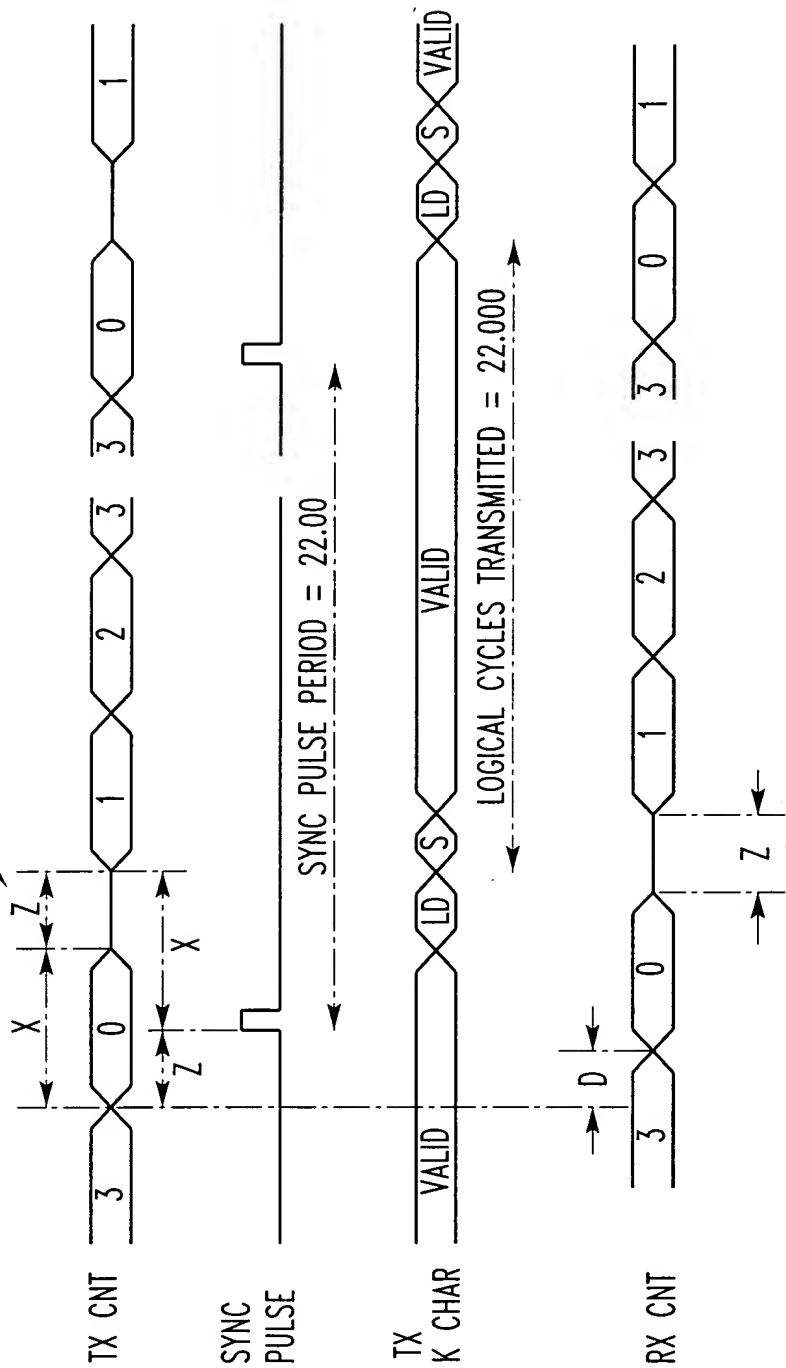 TX CNT
3
0
1
2
3
3
0
1
X
Z
Z
X
SYNC
PULSE
SYNC PULSE PERIOD = 22.00
TX
K CHAR
VALID
LD
S
VALID
LD
S
VALID
LOGICAL CYCLES TRANSMITTED = 22.000
RX CNT
3
0
1
2
3
3
0
1
D
Z